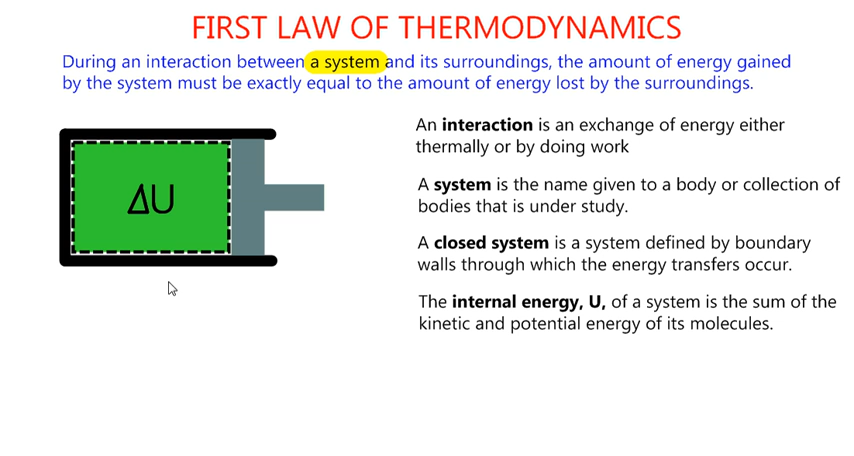 FIRST LAW OF THERMODYNAMICS
During an interaction between a system and its surroundings, the amount of energy gained
by the system must be exactly equal to the amount of energy lost by the surroundings.
ΔU
An interaction is an exchange of energy either
thermally or by doing work
A system is the name given to a body or collection of
bodies that is under study.
A closed system is a system defined by boundary
walls through which the energy transfers occur.
The internal energy, U, of a system is the sum of the
kinetic and potential energy of its molecules.